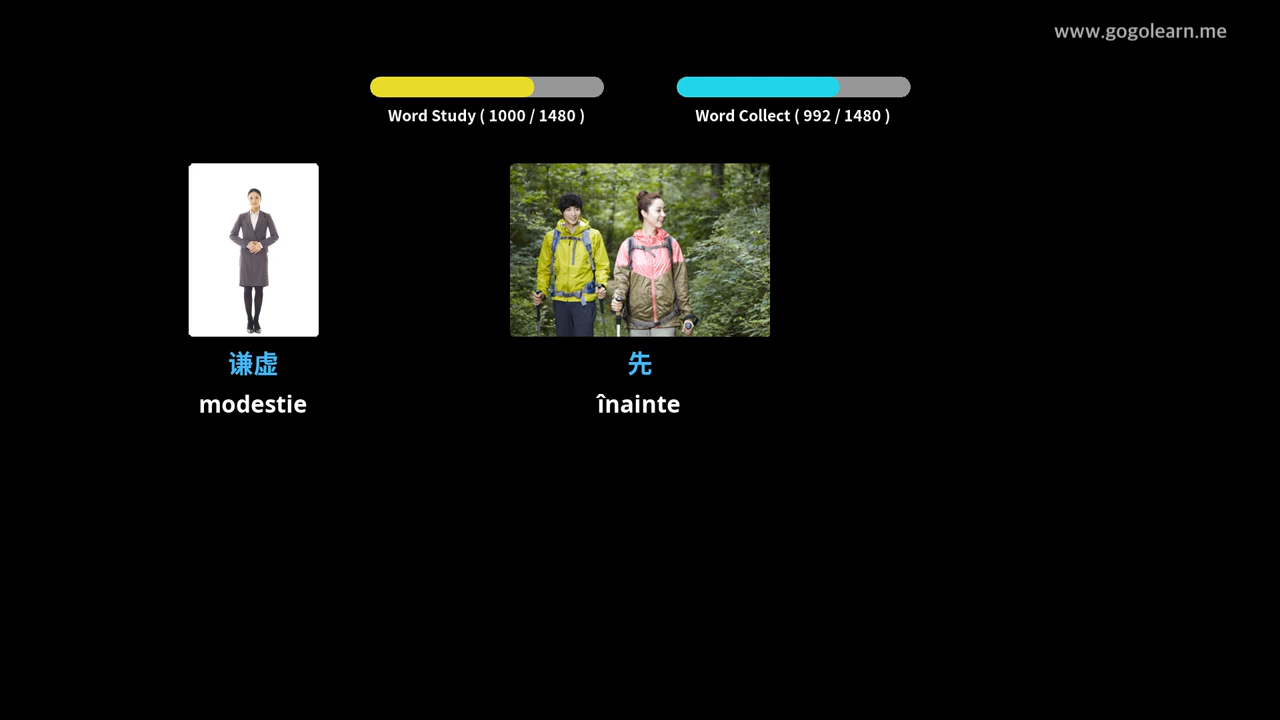 www.gogolearn.me
Word Study ( 1000 / 1480 )
Word Collect ( 992 / 1480 )
谦虚
modestie
先
înainte